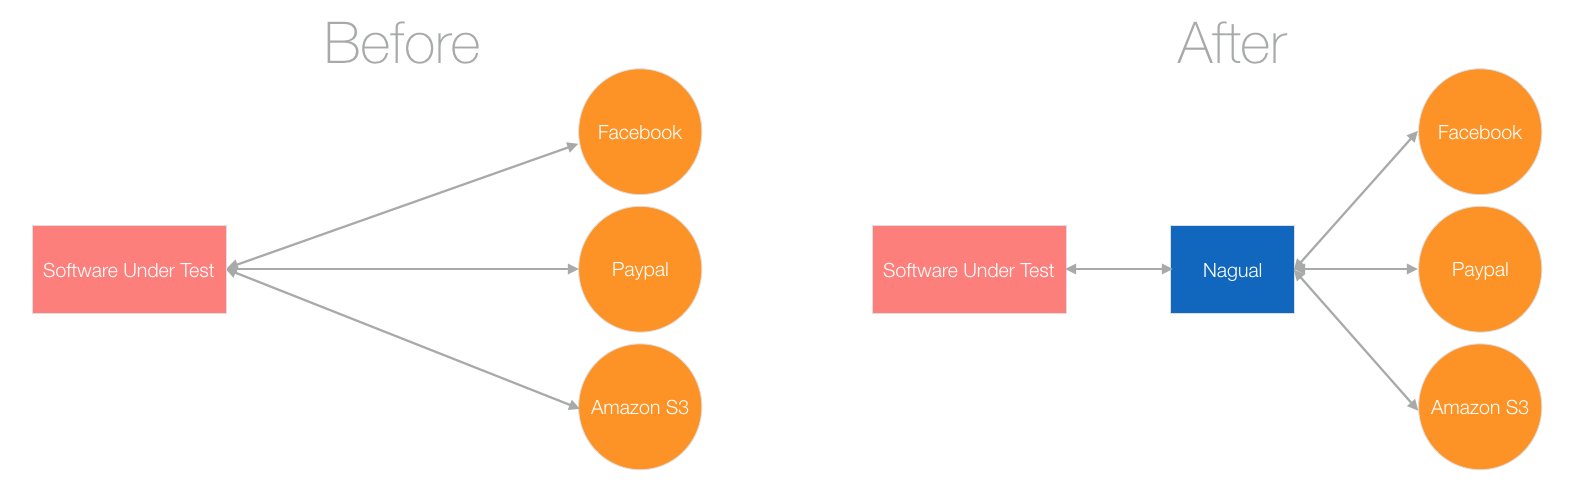 Before
Facebook
Software Under Test
Paypal
Amazon S3
After
Facebook
Software Under Test
Nagual
Paypal
Amazon S3